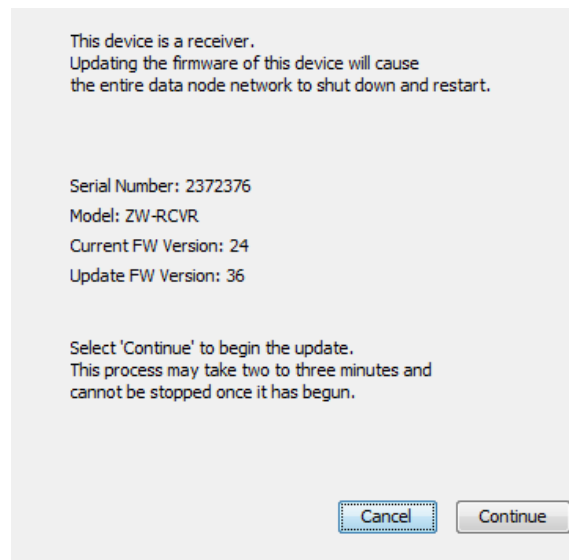 This device is a receiver.
Updating the firmware of this device will cause
the entire data node network to shut down and restart.
Serial Number: 2372376
Model: ZW-RCVR
Current FW Version: 24
Update FW Version: 36
Select 'Continue' to begin the update.
This process may take two to three minutes and
cannot be stopped once it has begun.
Cancel
Continue